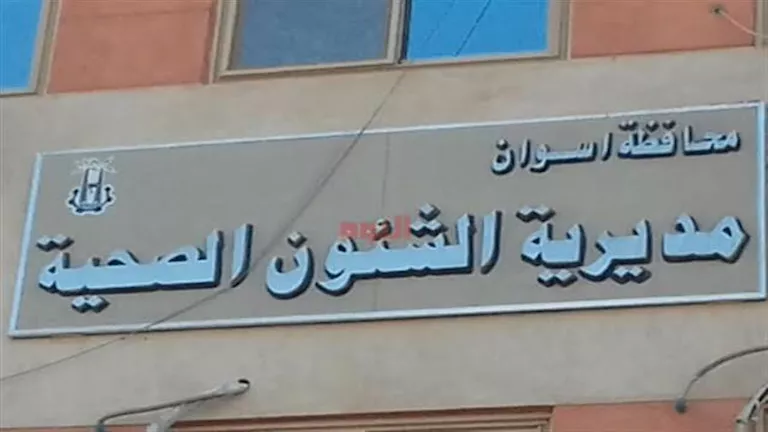 محافظة اسوان
مديرية الشئون الصحية